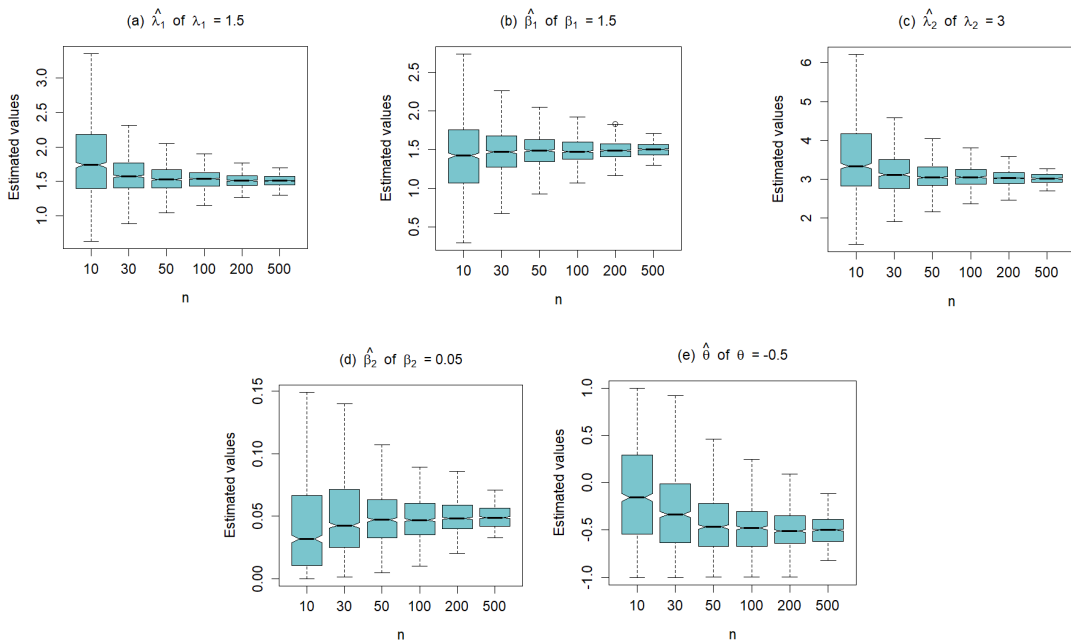 (a) λ̂₁ of λ₁ = 1.5
Estimated values
3.0
2.5
2.0
1.5
1.0
10 30 50 100 200 500
n
(b) β̂₁ of β₁ = 1.5
Estimated values
2.5
2.0
1.5
1.0
0.5
10 30 50 100 200 500
n
(c) λ̂₂ of λ₂ = 3
Estimated values
6
5
4
3
2
10 30 50 100 200 500
n
(d) β̂₂ of β₂ = 0.05
Estimated values
0.15
0.10
0.05
0.00
10 30 50 100 200 500
n
(e) θ̂ of θ = -0.5
Estimated values
1.0
0.5
0.0
-0.5
-1.0
10 30 50 100 200 500
n